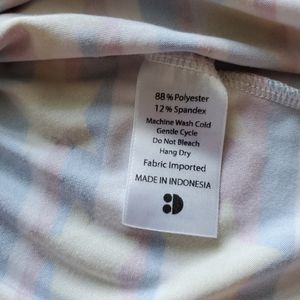 88% Polyester
12% Spandex
Machine Wash Cold
Gentle Cycle
Do Not Bleach
Hang Dry
Fabric Imported
MADE IN INDONESIA